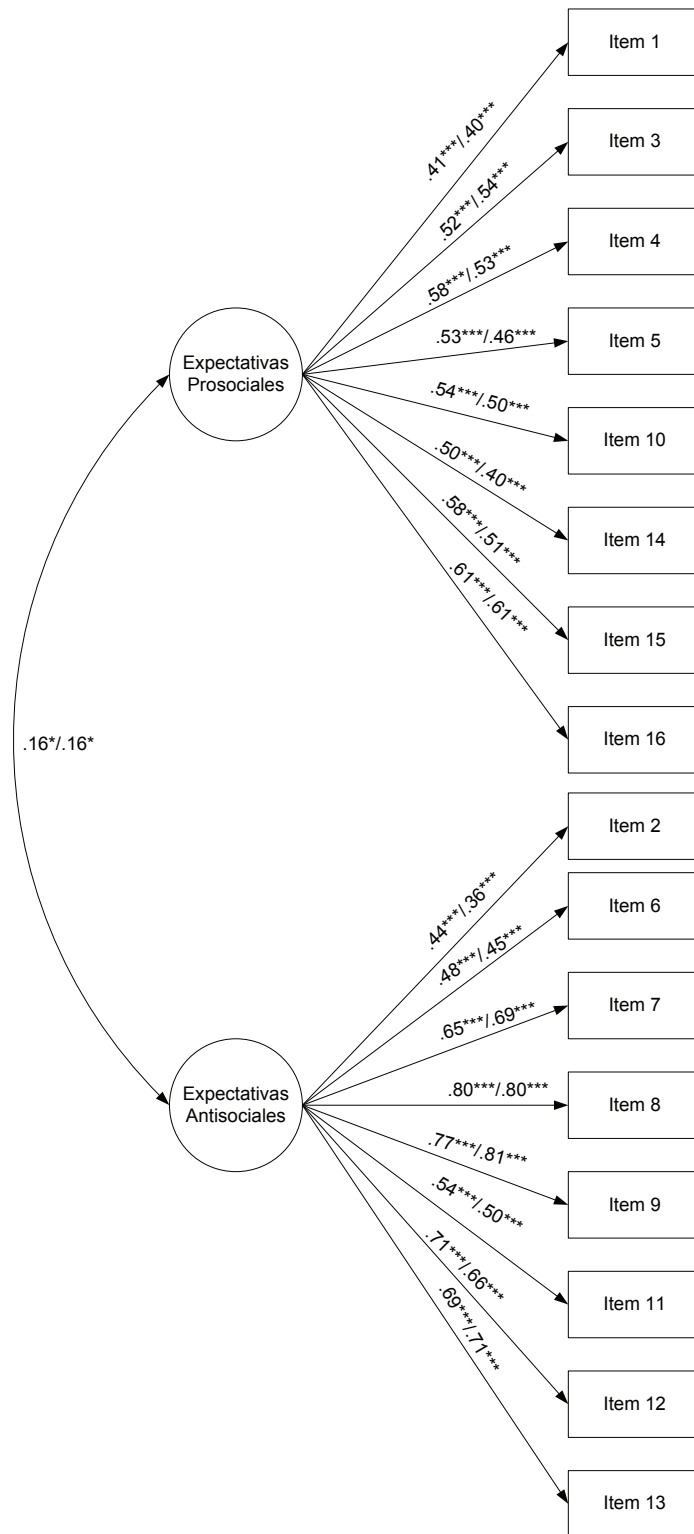 Item 1
.41***/.40***
Item 3
.52***/.54***
Item 4
.58***/.53***
Item 5
.53***/.46***
Expectativas
Prosociales
.54***/.50***
Item 10
.50***/.40***
Item 14
.58***/.51***
Item 15
.61***/.61***
Item 16
.16*/.16*
Item 2
.44***/.36***
Item 6
.48***/.45***
Item 7
.65***/.69***
Expectativas
Antisociales
.80***/.80***
Item 8
.77***/.81***
Item 9
.54***/.50***
Item 11
.71***/.66***
Item 12
.69***/.71***
Item 13